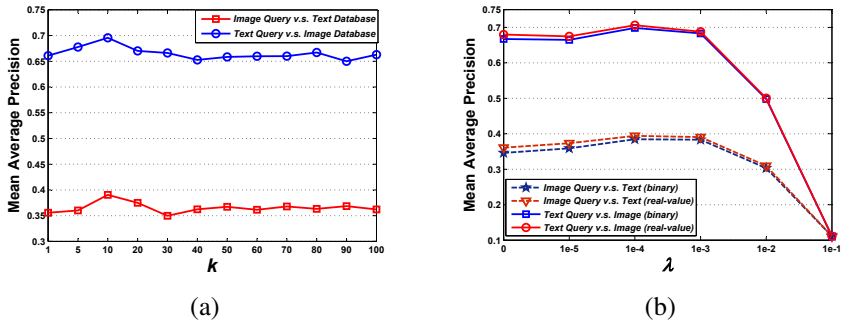 Image Query v.s. Text Database
Text Query v.s. Image Database
Mean Average Precision
0.75
0.7
0.65
0.6
0.55
0.5
0.45
0.4
0.35
0.3
1 5 10 20 30 40 50 60 70 80 90 100
k
(a)
Mean Average Precision
0.8
0.7
0.6
0.5
0.4
0.3
0.2
0.1
Image Query v.s. Text (binary)
Image Query v.s. Text (real-value)
Text Query v.s. Image (binary)
Text Query v.s. Image (real-value)
0 1e-5 1e-4 1e-3 1e-2 1e-1
λ
(b)